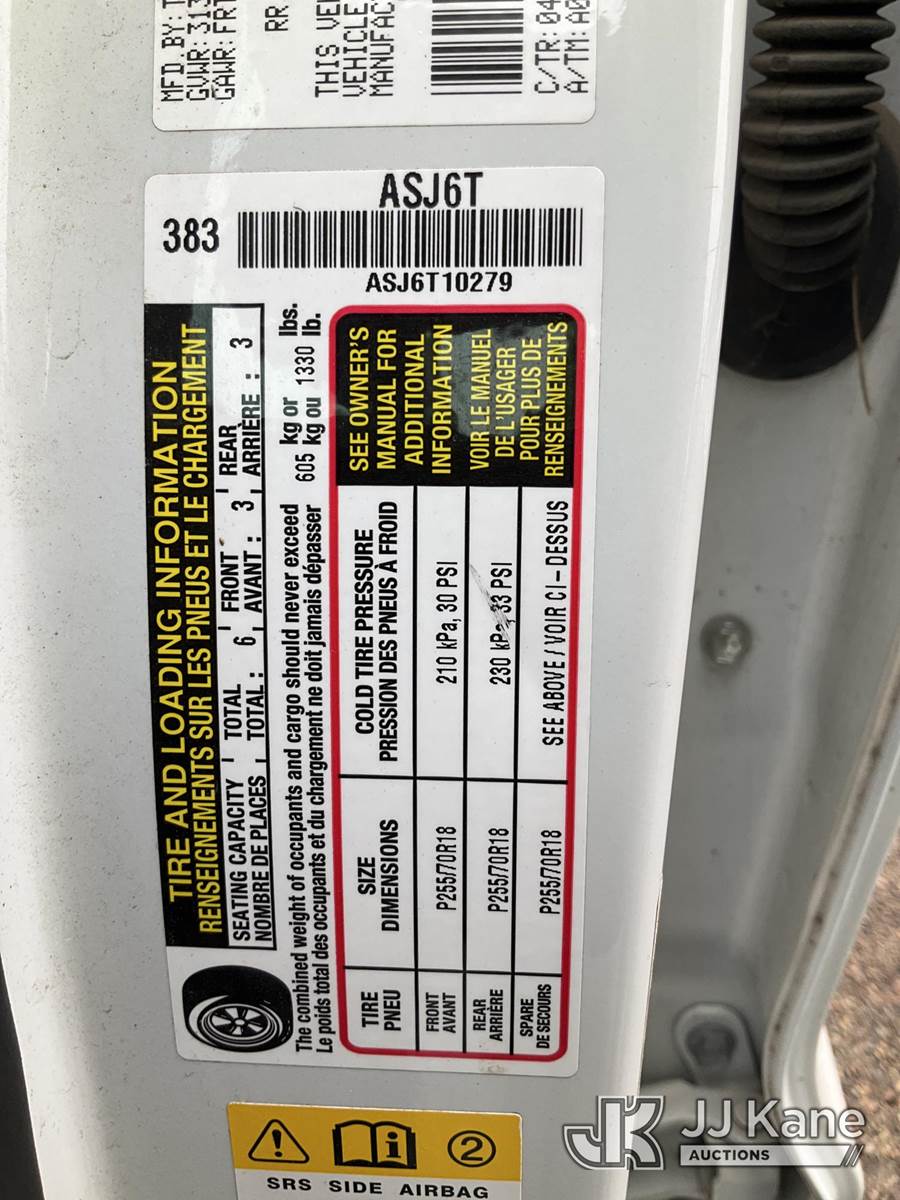 MFD BY: T
GVWR: 313
GAWR: FRT
RR
THIS VE
VEHICLE
MANUFAC
C/TR: 04
A/TM: A0
383
ASJ6T
ASJ6T10279
TIRE AND LOADING INFORMATION
RENSEIGNEMENTS SUR LES PNEUS ET LE CHARGEMENT
SEATING CAPACITY TOTAL 6 FRONT 3 REAR 3
NOMBRE DE PLACES TOTAL : AVANT : ARRIÈRE :
The combined weight of occupants and cargo should never exceed 605 kg or 1330 lbs.
Le poids total des occupants et du chargement ne doit jamais dépasser kg ou lb.
TIRE SIZE COLD TIRE PRESSURE
PNEU DIMENSIONS PRESSION DES PNEUS À FROID
FRONT
AVANT P255/70R18 210 kPa, 30 PSI
REAR
ARRIÈRE P255/70R18 230 kPa, 33 PSI
SPARE
DE SECOURS P255/70R18 SEE ABOVE / VOIR CI-DESSUS
SEE OWNER'S
MANUAL FOR
ADDITIONAL
INFORMATION
VOIR LE MANUEL
DE L'USAGER
POUR PLUS DE
RENSEIGNEMENTS
2
SRS SIDE AIRBAG
JK JJ Kane
AUCTIONS